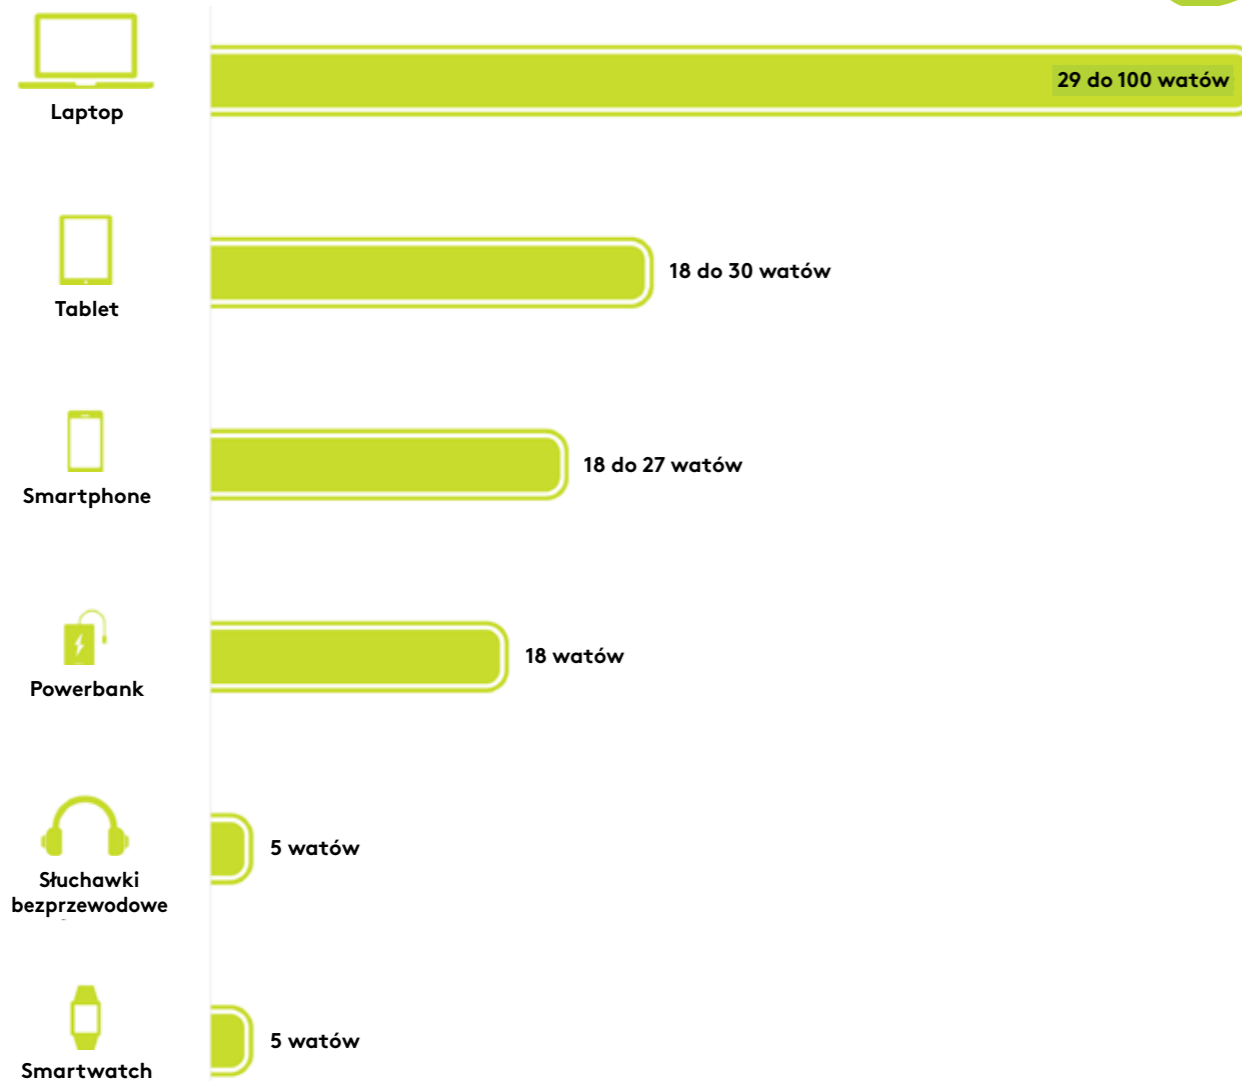 29 do 100 watów
Laptop
18 do 30 watów
Tablet
18 do 27 watów
Smartphone
18 watów
Powerbank
5 watów
Słuchawki
bezprzewodowe
5 watów
Smartwatch